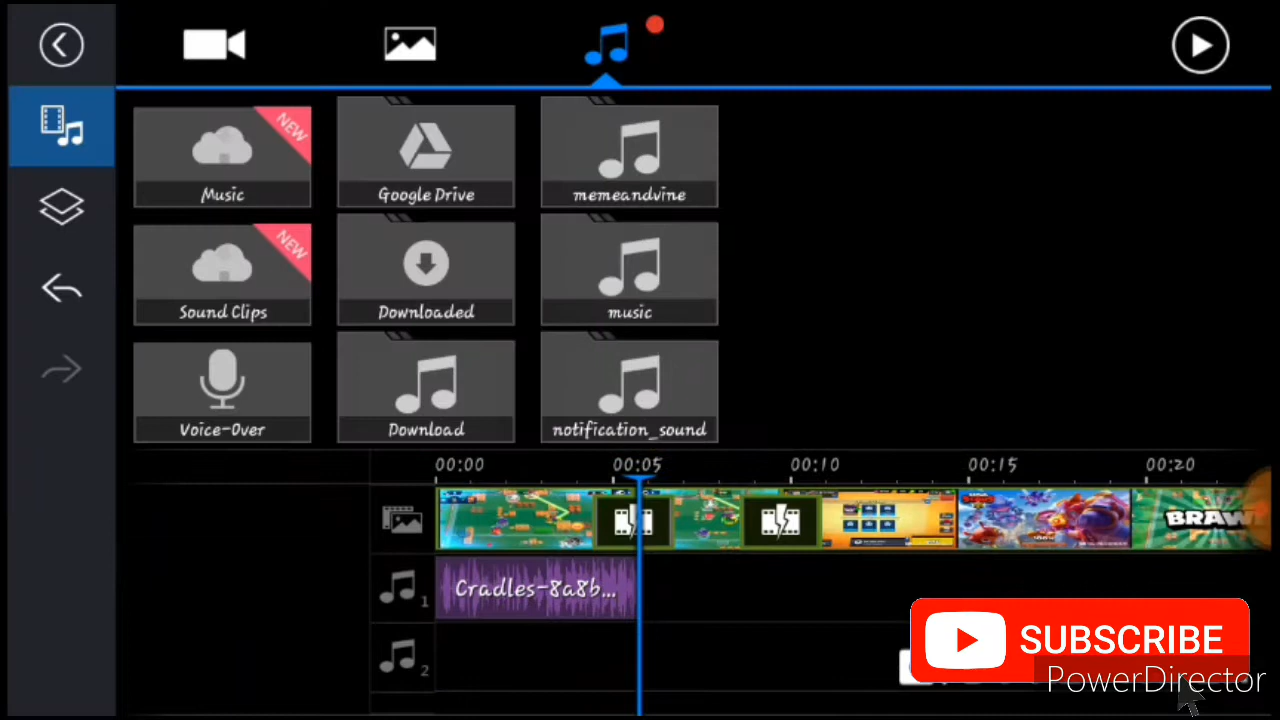 NEW
Music
Google Drive
memeandvine
NEW
Sound Clips
Downloaded
music
Voice-Over
Download
notification_sound
00:00 00:05 00:10 00:15 00:20
BRAW
Cradles-8a8b...
1
2
SUBSCRIBE
PowerDirector